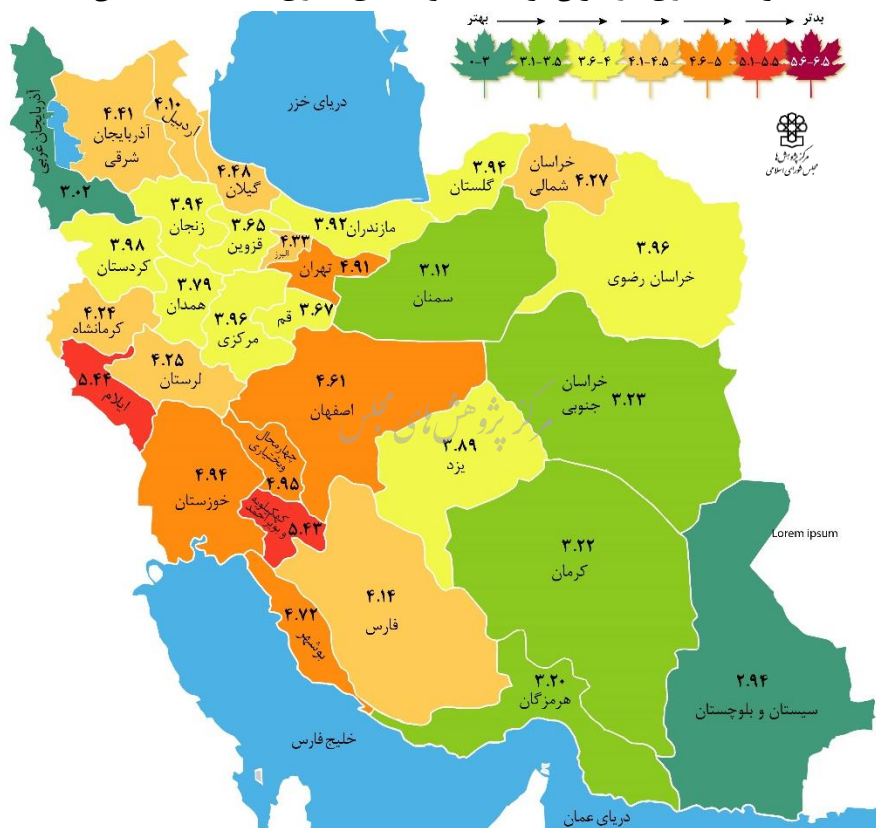 بهتر
بدتر
۰-۳
۳.۱-۳.۵
۳.۶-۴
۴.۱-۴.۵
۴.۶-۵
۵.۱-۵.۵
۵.۶-۶.۵
مرکز پژوهش‌ها
مجلس شورای اسلامی
دریای خزر
آذربایجان غربی
۳.۰۲
۴.۴۱
آذربایجان
شرقی
۴.۱۰
اردبیل
۴.۴۸
گیلان
۳.۹۴
گلستان
خراسان
شمالی
۴.۲۷
۳.۹۴
زنجان
۳.۶۵
قزوین
مازندران ۳.۹۲
۴.۳۳
البرز
تهران ۴.۹۱
۳.۱۲
سمنان
۳.۹۶
خراسان رضوی
۳.۹۸
کردستان
۳.۷۹
همدان
۳.۹۶
مرکزی
قم ۳.۶۷
۴.۲۴
کرمانشاه
۴.۲۵
لرستان
۵.۴۴
ایلام
۴.۶۱
اصفهان
خراسان
جنوبی
۳.۲۳
مرکز پژوهش های مجلس
۳.۸۹
یزد
چهارمحال
وبختیاری
۴.۹۵
۴.۹۴
خوزستان
کهکیلویه
و بویراحمد
۵.۴۳
Lorem ipsum
۳.۲۲
کرمان
۴.۱۴
فارس
۴.۷۲
بوشهر
۳.۲۰
هرمزگان
۲.۹۴
سیستان و بلوچستان
خلیج فارس
دریای عمان